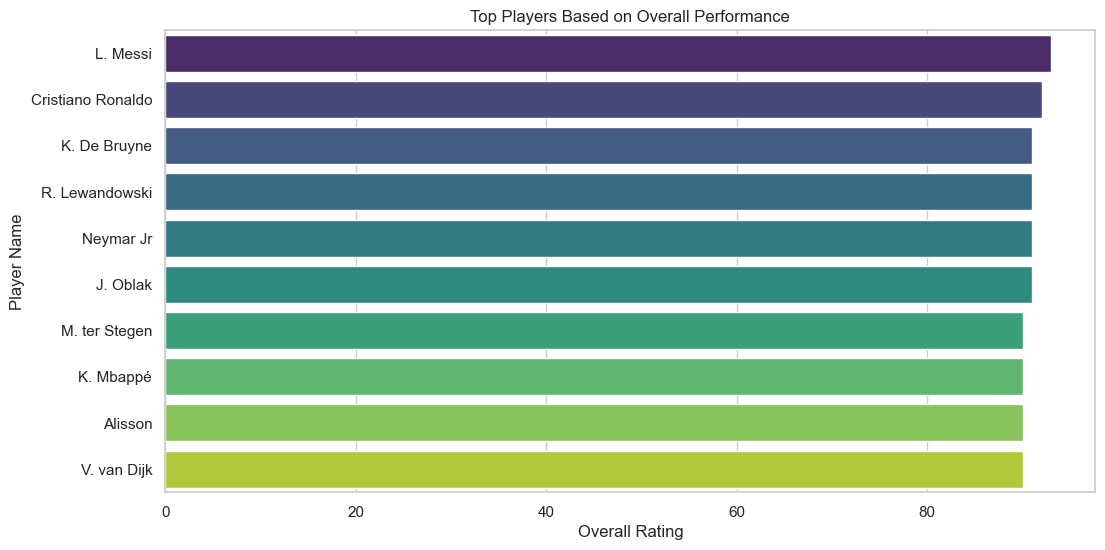 Top Players Based on Overall Performance
L. Messi
Cristiano Ronaldo
K. De Bruyne
R. Lewandowski
Neymar Jr
J. Oblak
M. ter Stegen
K. Mbappé
Alisson
V. van Dijk
Player Name
0 20 40 60 80
Overall Rating